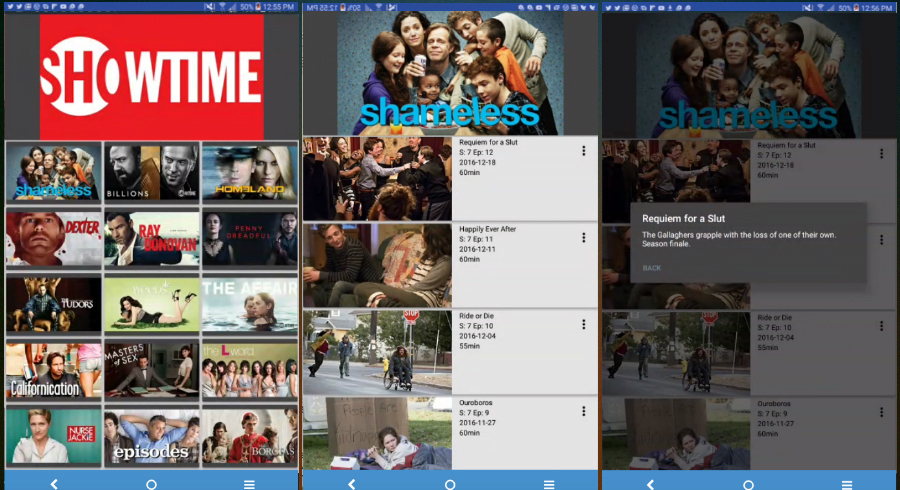 12:55 PM
50%
SHOWTIME
shameless
BILLIONS
SHOWTIME
HOMELAND
DEXTER
RAY DONOVAN
PENNY DREADFUL
THE TUDORS
weeds
THE AFFAIR
Californication
MASTERS of SEX
the L word
NURSE JACKIE
episodes
BORGIAS
12:55 PM
50%
shameless
Requiem for a Slut
S: 7 Ep: 12
2016-12-18
60min
Happily Ever After
S: 7 Ep: 11
2016-12-11
60min
STOP
Ride or Die
S: 7 Ep: 10
2016-12-04
55min
Ouroboros
S: 7 Ep: 9
2016-11-27
60min
50%
12:56 PM
shameless
Requiem for a Slut
S: 7 Ep: 12
2016-12-18
60min
Requiem for a Slut
The Gallaghers grapple with the loss of one of their own.
Season finale.
BACK
Ride or Die
S: 7 Ep: 10
2016-12-04
55min
Ouroboros
S: 7 Ep: 9
2016-11-27
60min